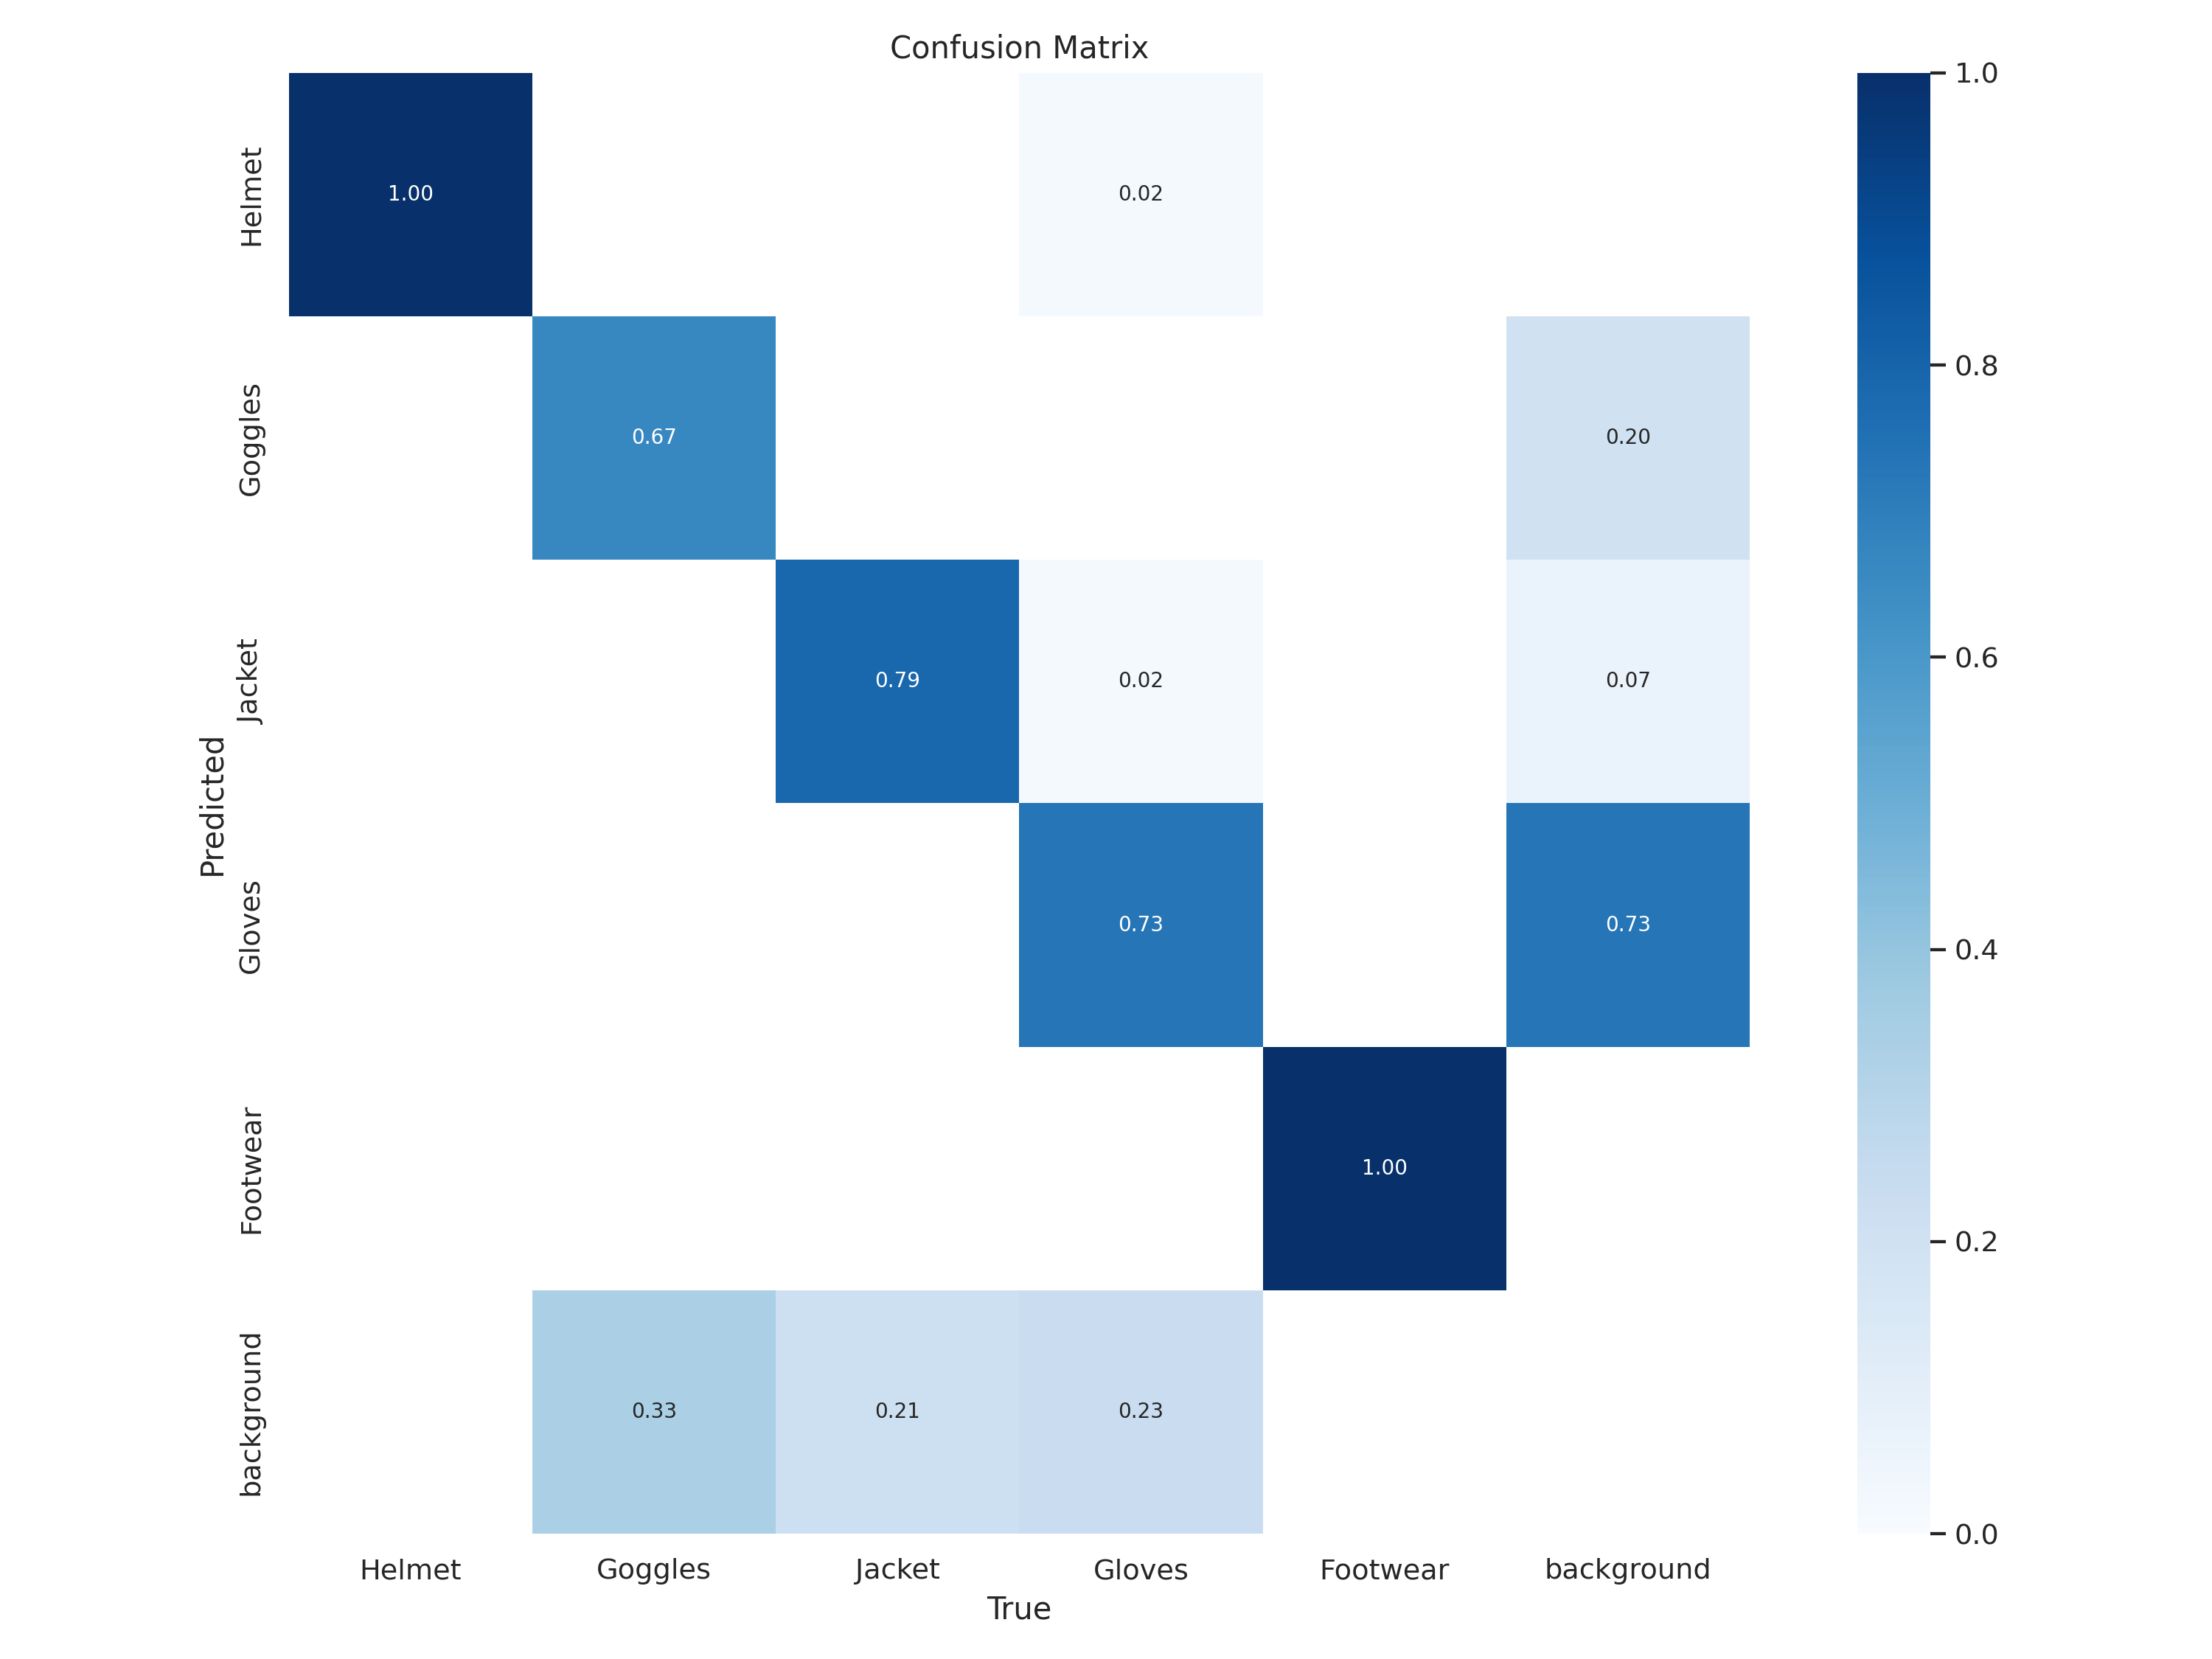 Confusion Matrix
Helmet
1.00
0.02
Goggles
0.67
0.20
Jacket
0.79
0.02
0.07
Predicted
Gloves
0.73
0.73
Footwear
1.00
background
0.33
0.21
0.23
Helmet
Goggles
Jacket
Gloves
Footwear
background
True
1.0
0.8
0.6
0.4
0.2
0.0